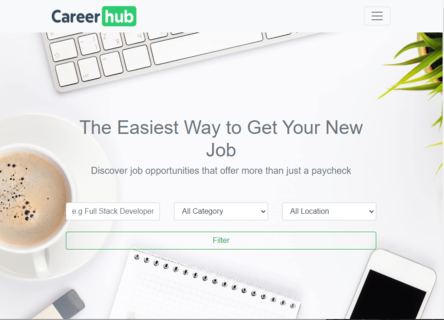 Career hub
The Easiest Way to Get Your New
Job
Discover job opportunities that offer more than just a paycheck
e.g Full Stack Developer
All Category
All Location
Filter